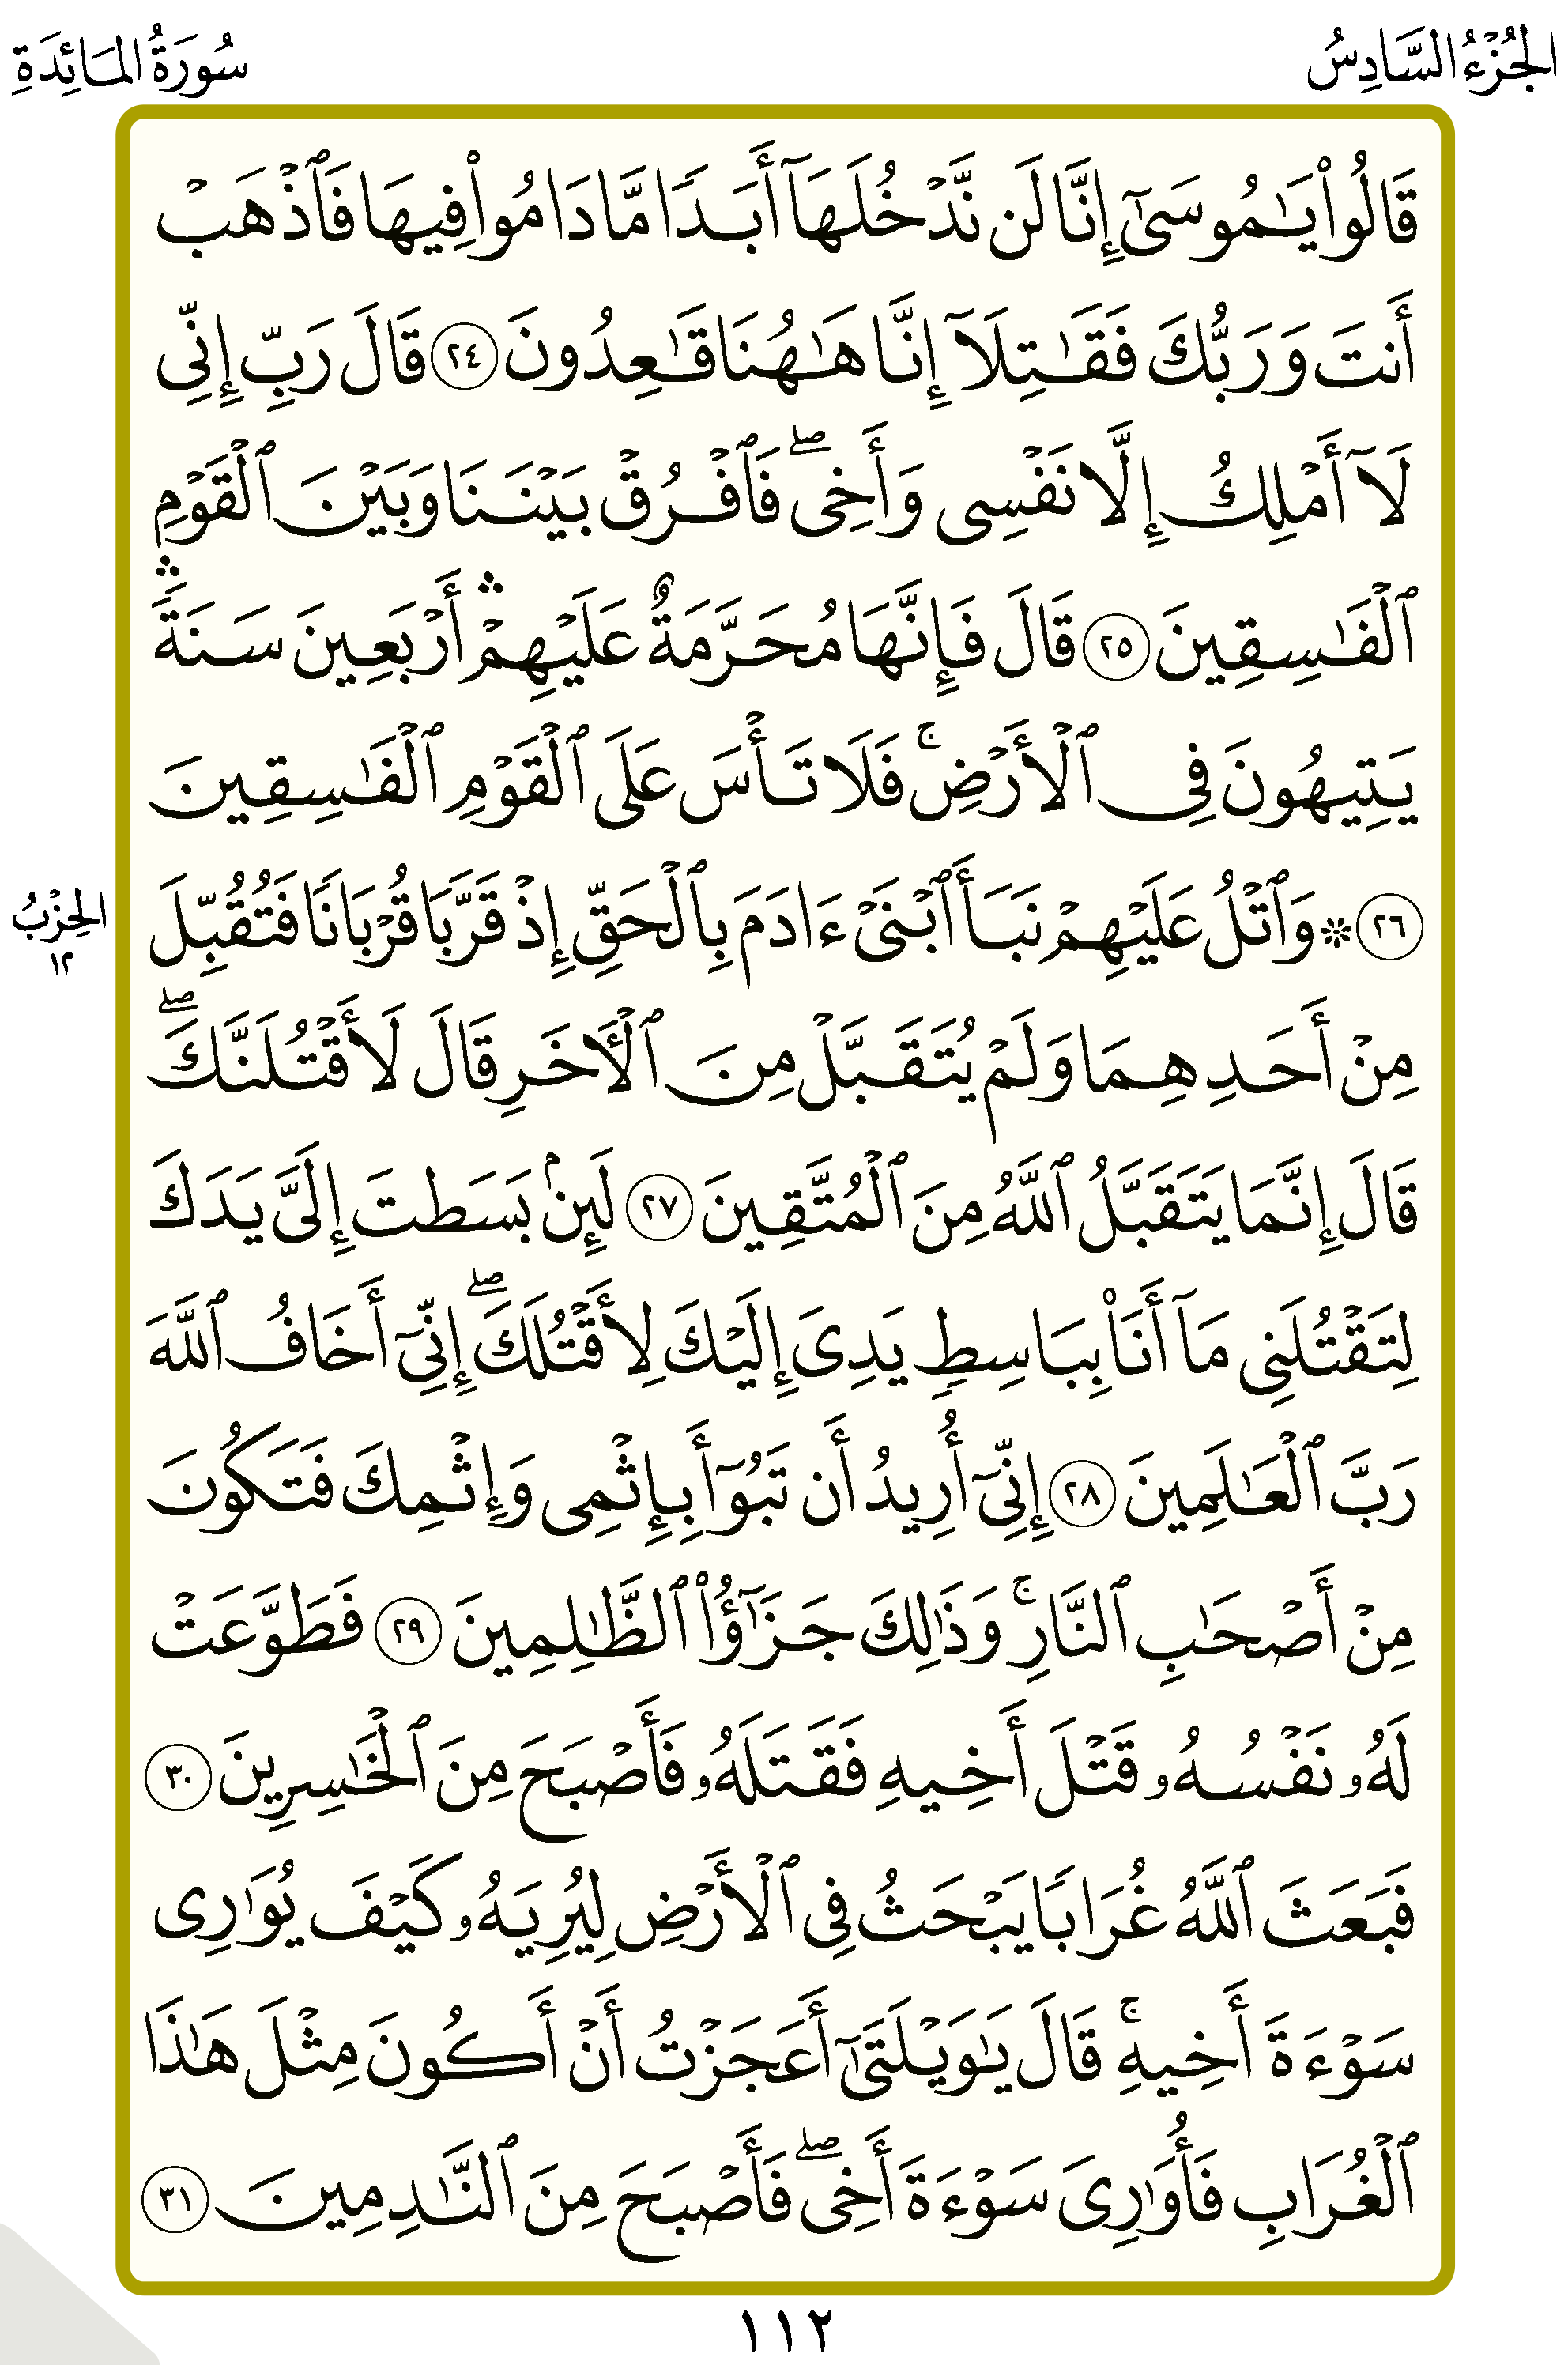 الجُزْءُ السَّادِسُ
سُورَةُ المَائِدَةِ
قَالُوا۟ يَٰمُوسَىٰٓ إِنَّا لَن نَّدْخُلَهَآ أَبَدًا مَّا دَامُوا۟ فِيهَا فَٱذْهَبْ
أَنتَ وَرَبُّكَ فَقَٰتِلَآ إِنَّا هَٰهُنَا قَٰعِدُونَ ٢٤ قَالَ رَبِّ إِنِّى
لَآ أَمْلِكُ إِلَّا نَفْسِى وَأَخِى ۖ فَٱفْرُقْ بَيْنَنَا وَبَيْنَ ٱلْقَوْمِ
ٱلْفَٰسِقِينَ ٢٥ قَالَ فَإِنَّهَا مُحَرَّمَةٌ عَلَيْهِمْ ۛ أَرْبَعِينَ سَنَةً ۛ
يَتِيهُونَ فِى ٱلْأَرْضِ ۚ فَلَا تَأْسَ عَلَى ٱلْقَوْمِ ٱلْفَٰسِقِينَ
٢٦ * وَٱتْلُ عَلَيْهِمْ نَبَأَ ٱبْنَىْ ءَادَمَ بِٱلْحَقِّ إِذْ قَرَّبَا قُرْبَانًا فَتُقُبِّلَ
الحِزْبُ
١٢
مِنْ أَحَدِهِمَا وَلَمْ يُتَقَبَّلْ مِنَ ٱلْءَاخَرِ قَالَ لَأَقْتُلَنَّكَ ۖ
قَالَ إِنَّمَا يَتَقَبَّلُ ٱللَّهُ مِنَ ٱلْمُتَّقِينَ ٢٧ لَئِنۢ بَسَطتَ إِلَىَّ يَدَكَ
لِتَقْتُلَنِى مَآ أَنَا۠ بِبَاسِطٍ يَدِىَ إِلَيْكَ لِأَقْتُلَكَ ۖ إِنِّىٓ أَخَافُ ٱللَّهَ
رَبَّ ٱلْعَٰلَمِينَ ٢٨ إِنِّىٓ أُرِيدُ أَن تَبُوٓأَ بِإِثْمِى وَإِثْمِكَ فَتَكُونَ
مِنْ أَصْحَٰبِ ٱلنَّارِ ۚ وَذَٰلِكَ جَزَٰٓؤُا۟ ٱلظَّٰلِمِينَ ٢٩ فَطَوَّعَتْ
لَهُۥ نَفْسُهُۥ قَتْلَ أَخِيهِ فَقَتَلَهُۥ فَأَصْبَحَ مِنَ ٱلْخَٰسِرِينَ ٣٠
فَبَعَثَ ٱللَّهُ غُرَابًا يَبْحَثُ فِى ٱلْأَرْضِ لِيُرِيَهُۥ كَيْفَ يُوَٰرِى
سَوْءَةَ أَخِيهِ ۚ قَالَ يَٰوَيْلَتَىٰٓ أَعَجَزْتُ أَنْ أَكُونَ مِثْلَ هَٰذَا
ٱلْغُرَابِ فَأُوَٰرِىَ سَوْءَةَ أَخِى ۖ فَأَصْبَحَ مِنَ ٱلنَّٰدِمِينَ ٣١
١١٢